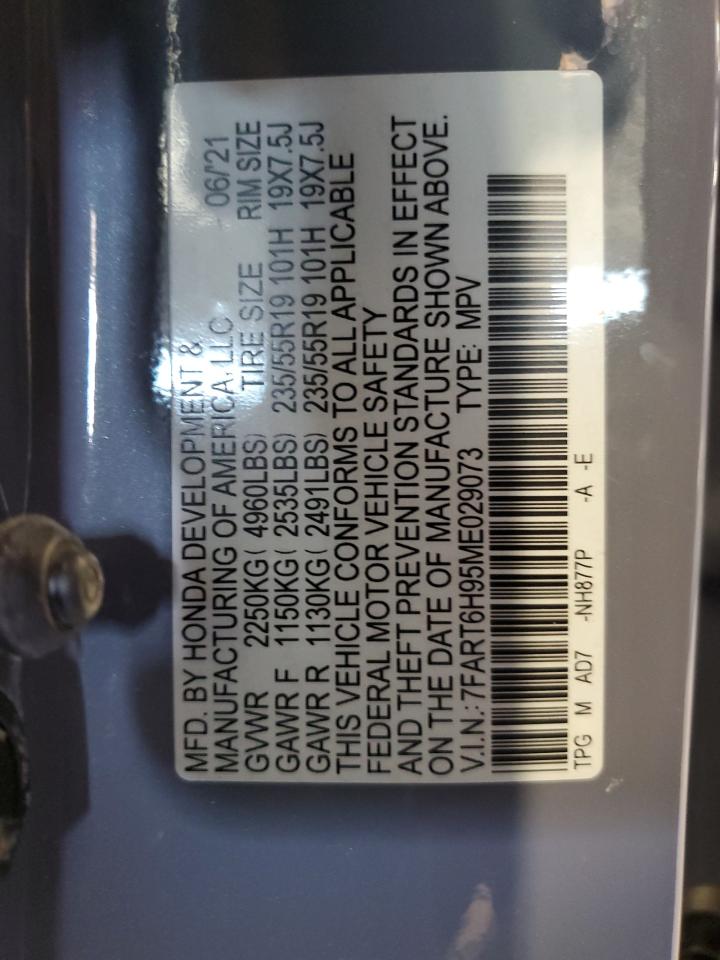 MFD. BY HONDA DEVELOPMENT &
MANUFACTURING OF AMERICA, LLC 06/'21
GVWR 2250KG( 4960LBS) TIRE SIZE RIM SIZE
GAWR F 1150KG( 2535LBS) 235/55R19 101H 19X7.5J
GAWR R 1130KG( 2491LBS) 235/55R19 101H 19X7.5J
THIS VEHICLE CONFORMS TO ALL APPLICABLE
FEDERAL MOTOR VEHICLE SAFETY
AND THEFT PREVENTION STANDARDS IN EFFECT
ON THE DATE OF MANUFACTURE SHOWN ABOVE.
V.I.N.: 7FART6H95ME029073 TYPE: MPV
TPG M AD7 -NH877P -A -E